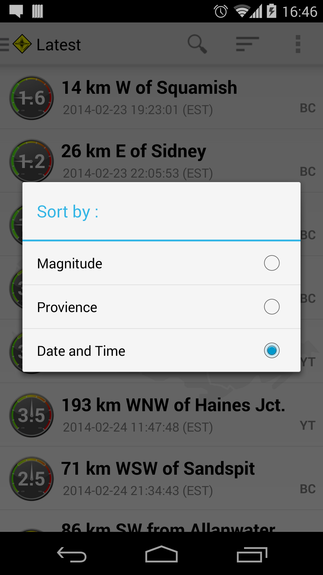 16:46
Latest
1.6
14 km W of Squamish
2014-02-23 19:23:01 (EST)
BC
1.2
26 km E of Sidney
2014-02-23 22:05:53 (EST)
BC
Sort by :
BC
Magnitude
BC
Provience
Date and Time
YT
3.5
193 km WNW of Haines Jct.
2014-02-24 11:47:48 (EST)
YT
2.5
71 km WSW of Sandspit
2014-02-24 21:34:43 (EST)
BC
86 km SW from Allanwater